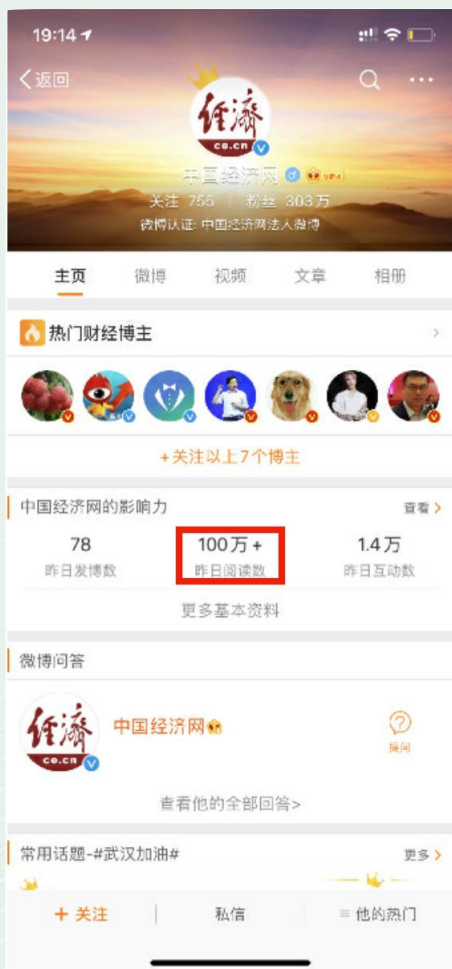 19:14
返回
经濟
ce.cn
中国经济网 VIP4
关注 755 | 粉丝 303万
微博认证: 中国经济网法人微博
主页 微博 视频 文章 相册
热门财经博主
+关注以上7个博主
中国经济网的影响力 查看
78 100万+ 1.4万
昨日发博数 昨日阅读数 昨日互动数
更多基本资料
微博问答
经濟
ce.cn
中国经济网
提问
查看他的全部回答>
常用话题-#武汉加油# 更多
+ 关注 私信 他的热门